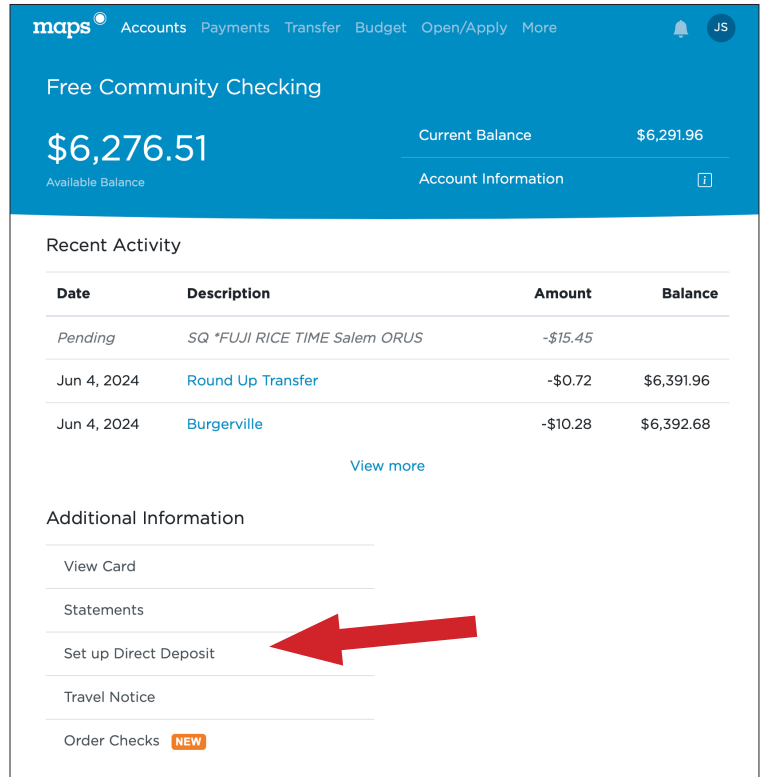 maps Accounts Payments Transfer Budget Open/Apply More JS
Free Community Checking
$6,276.51
Available Balance
Current Balance $6,291.96
Account Information i
Recent Activity
Date Description Amount Balance
Pending SQ *FUJI RICE TIME Salem ORUS -$15.45
Jun 4, 2024 Round Up Transfer -$0.72 $6,391.96
Jun 4, 2024 Burgerville -$10.28 $6,392.68
View more
Additional Information
View Card
Statements
Set up Direct Deposit
Travel Notice
Order Checks NEW